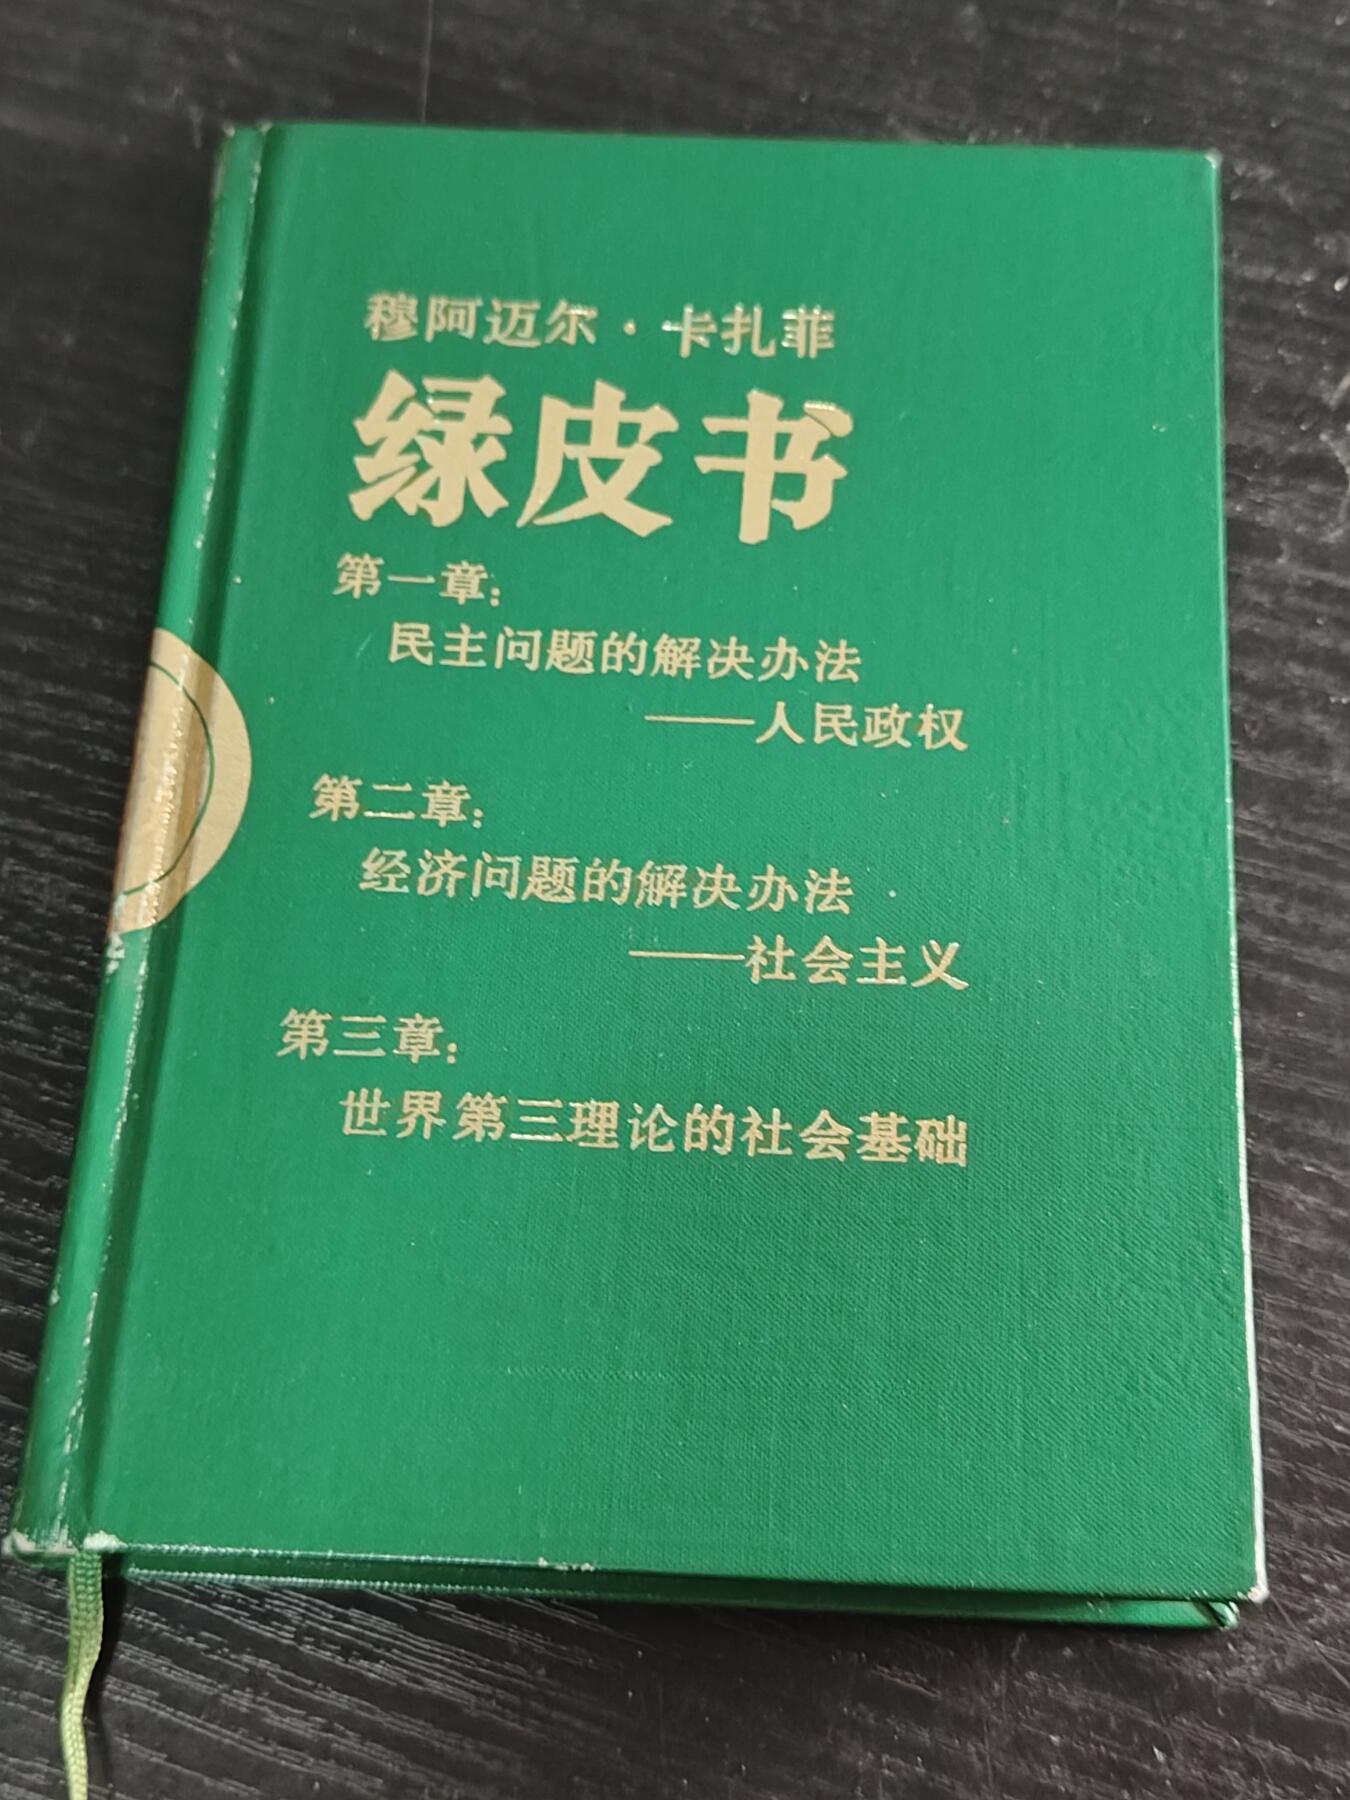 穆阿迈尔·卡扎菲
绿皮书
第一章：
民主问题的解决办法
——人民政权
第二章：
经济问题的解决办法
——社会主义
第三章：
世界第三理论的社会基础